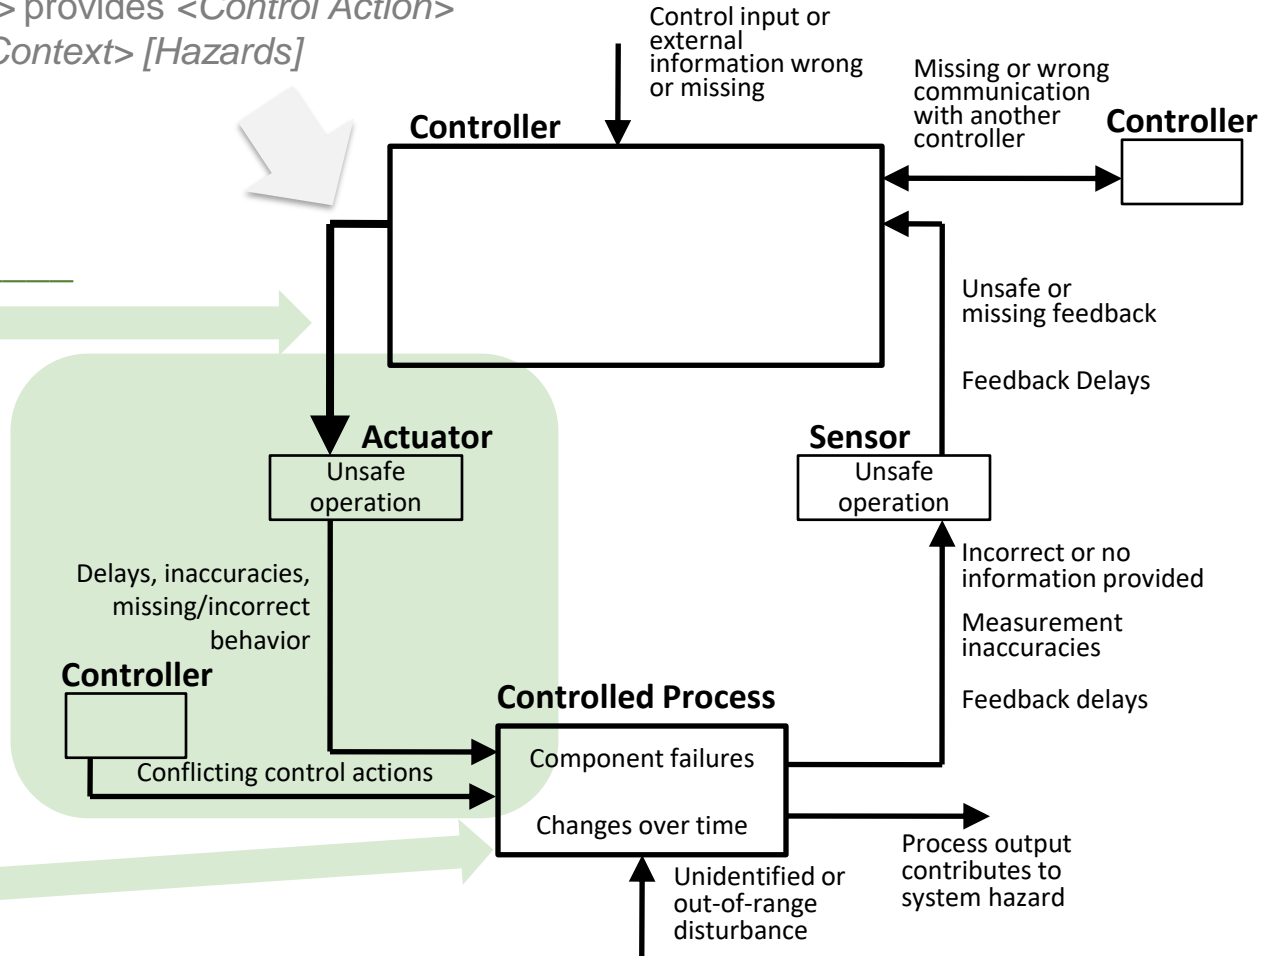 > provides <Control Action>
Context> [Hazards]
Control input or
external
information wrong
or missing
Missing or wrong
communication
with another
controller
Controller
Controller
Unsafe or
missing feedback
Feedback Delays
Actuator
Unsafe
operation
Sensor
Unsafe
operation
Delays, inaccuracies,
missing/incorrect
behavior
Incorrect or no
information provided
Measurement
inaccuracies
Feedback delays
Controller
Conflicting control actions
Controlled Process
Component failures
Changes over time
Process output
contributes to
system hazard
Unidentified or
out-of-range
disturbance